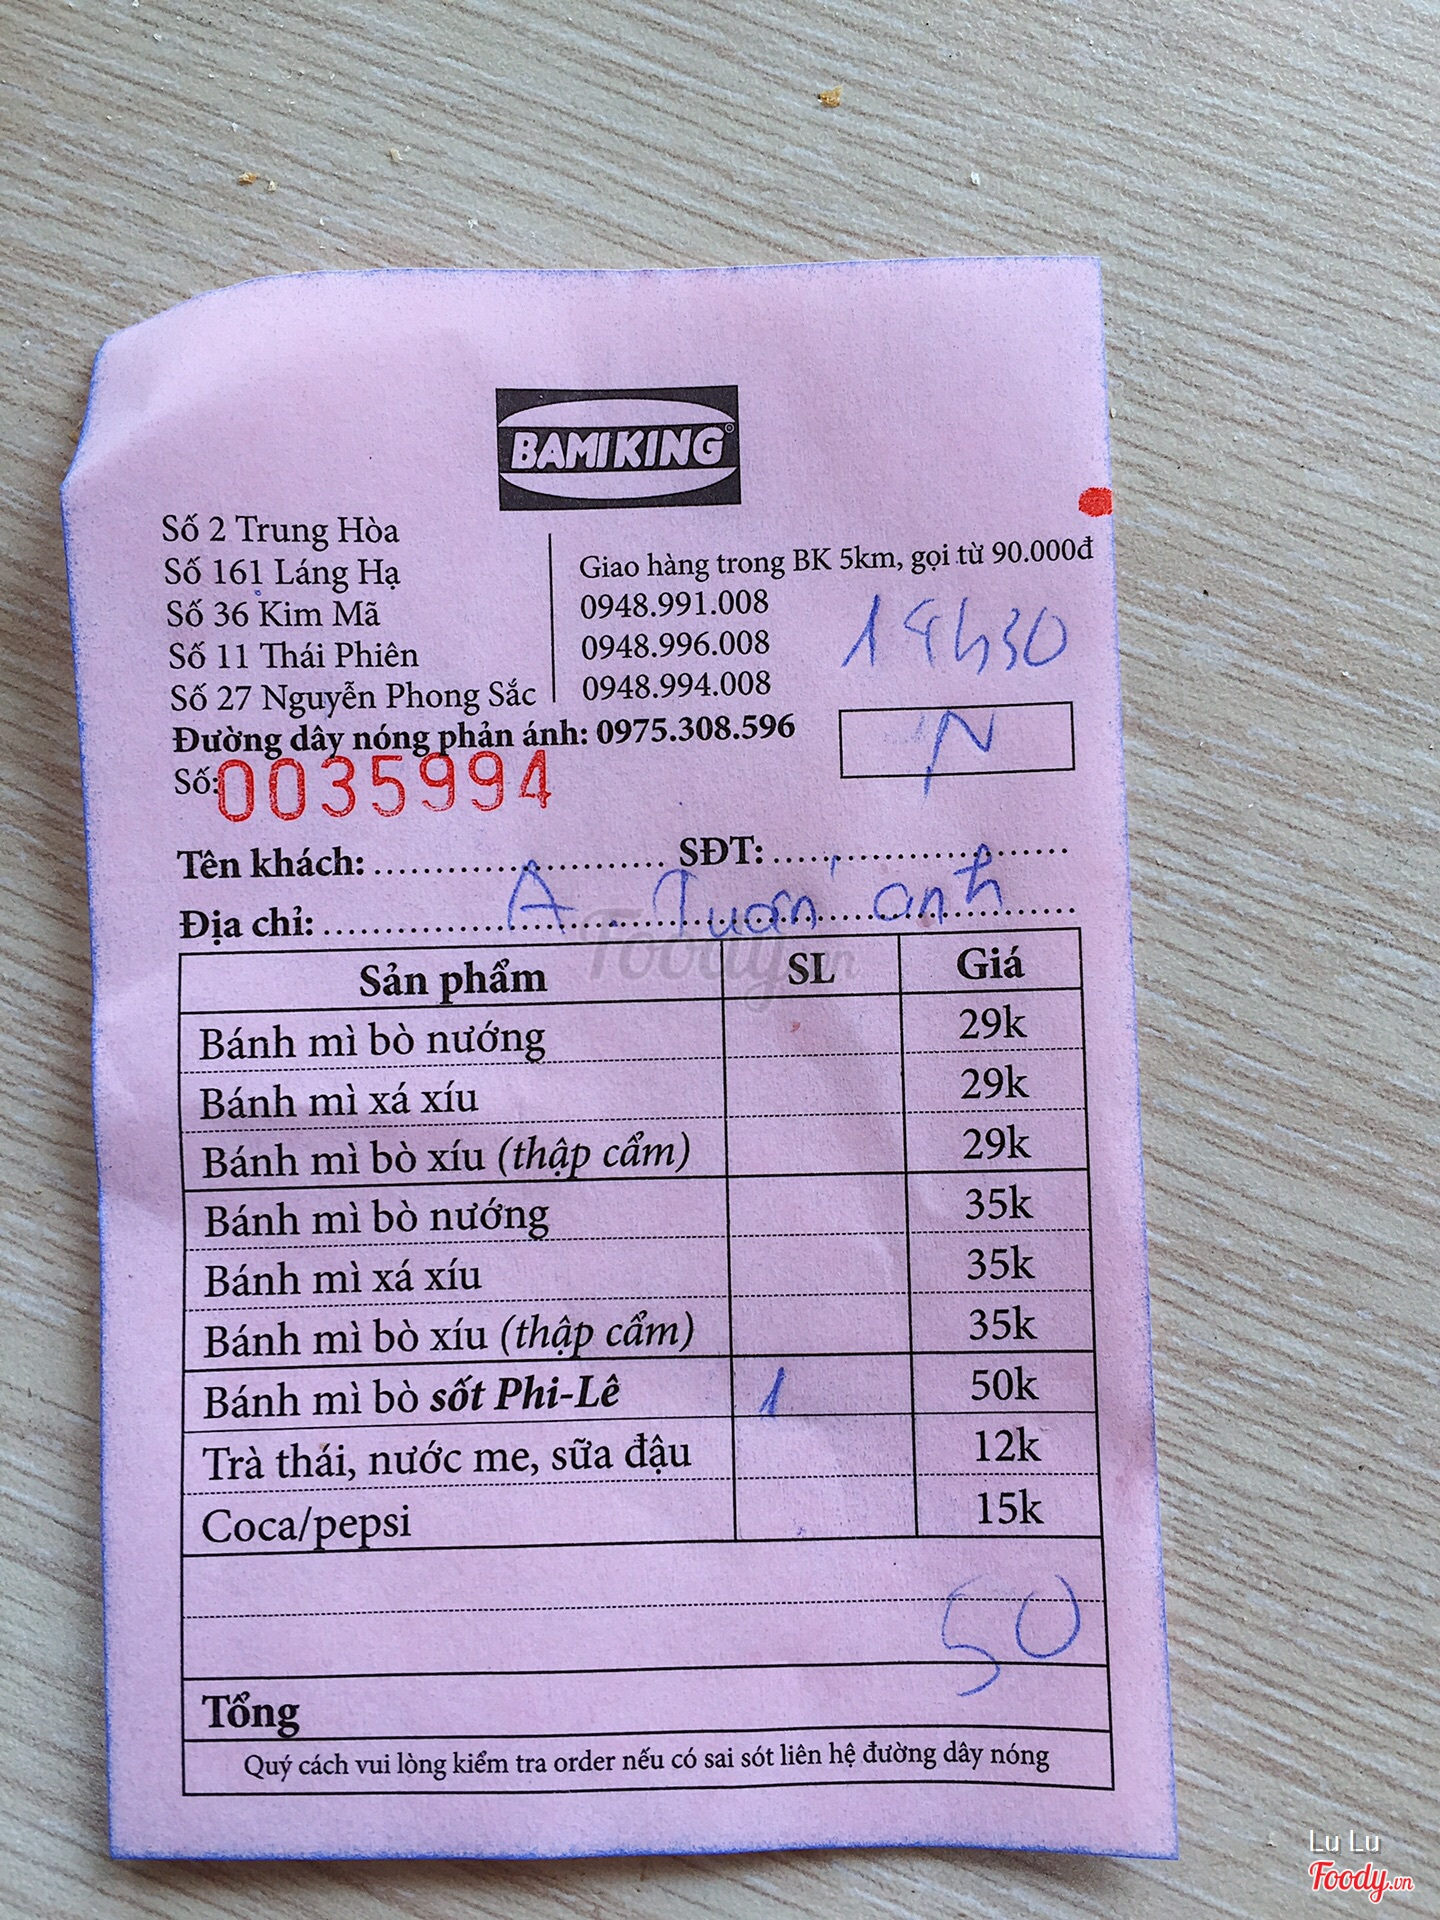 BAMIKING
Số 2 Trung Hòa
Số 161 Láng Hạ
Số 36 Kim Mã
Số 11 Thái Phiên
Số 27 Nguyễn Phong Sắc
Giao hàng trong BK 5km, gọi từ 90.000đ
0948.991.008
0948.996.008
0948.994.008
Đường dây nóng phản ánh: 0975.308.596
N
Số: 0035994
Tên khách: SĐT:
A Tuấn anh
Địa chỉ:
Sản phẩm SL Giá
Bánh mì bò nướng 29k
Bánh mì xá xíu 29k
Bánh mì bò xíu (thập cẩm) 29k
Bánh mì bò nướng 35k
Bánh mì xá xíu 35k
Bánh mì bò xíu (thập cẩm) 35k
Bánh mì bò sốt Phi-Lê 1 50k
Trà thái, nước me, sữa đậu 12k
Coca/pepsi 15k
50
Tổng
Quý cách vui lòng kiểm tra order nếu có sai sót liên hệ đường dây nóng
Foody.vn
Lu Lu
Foody.vn